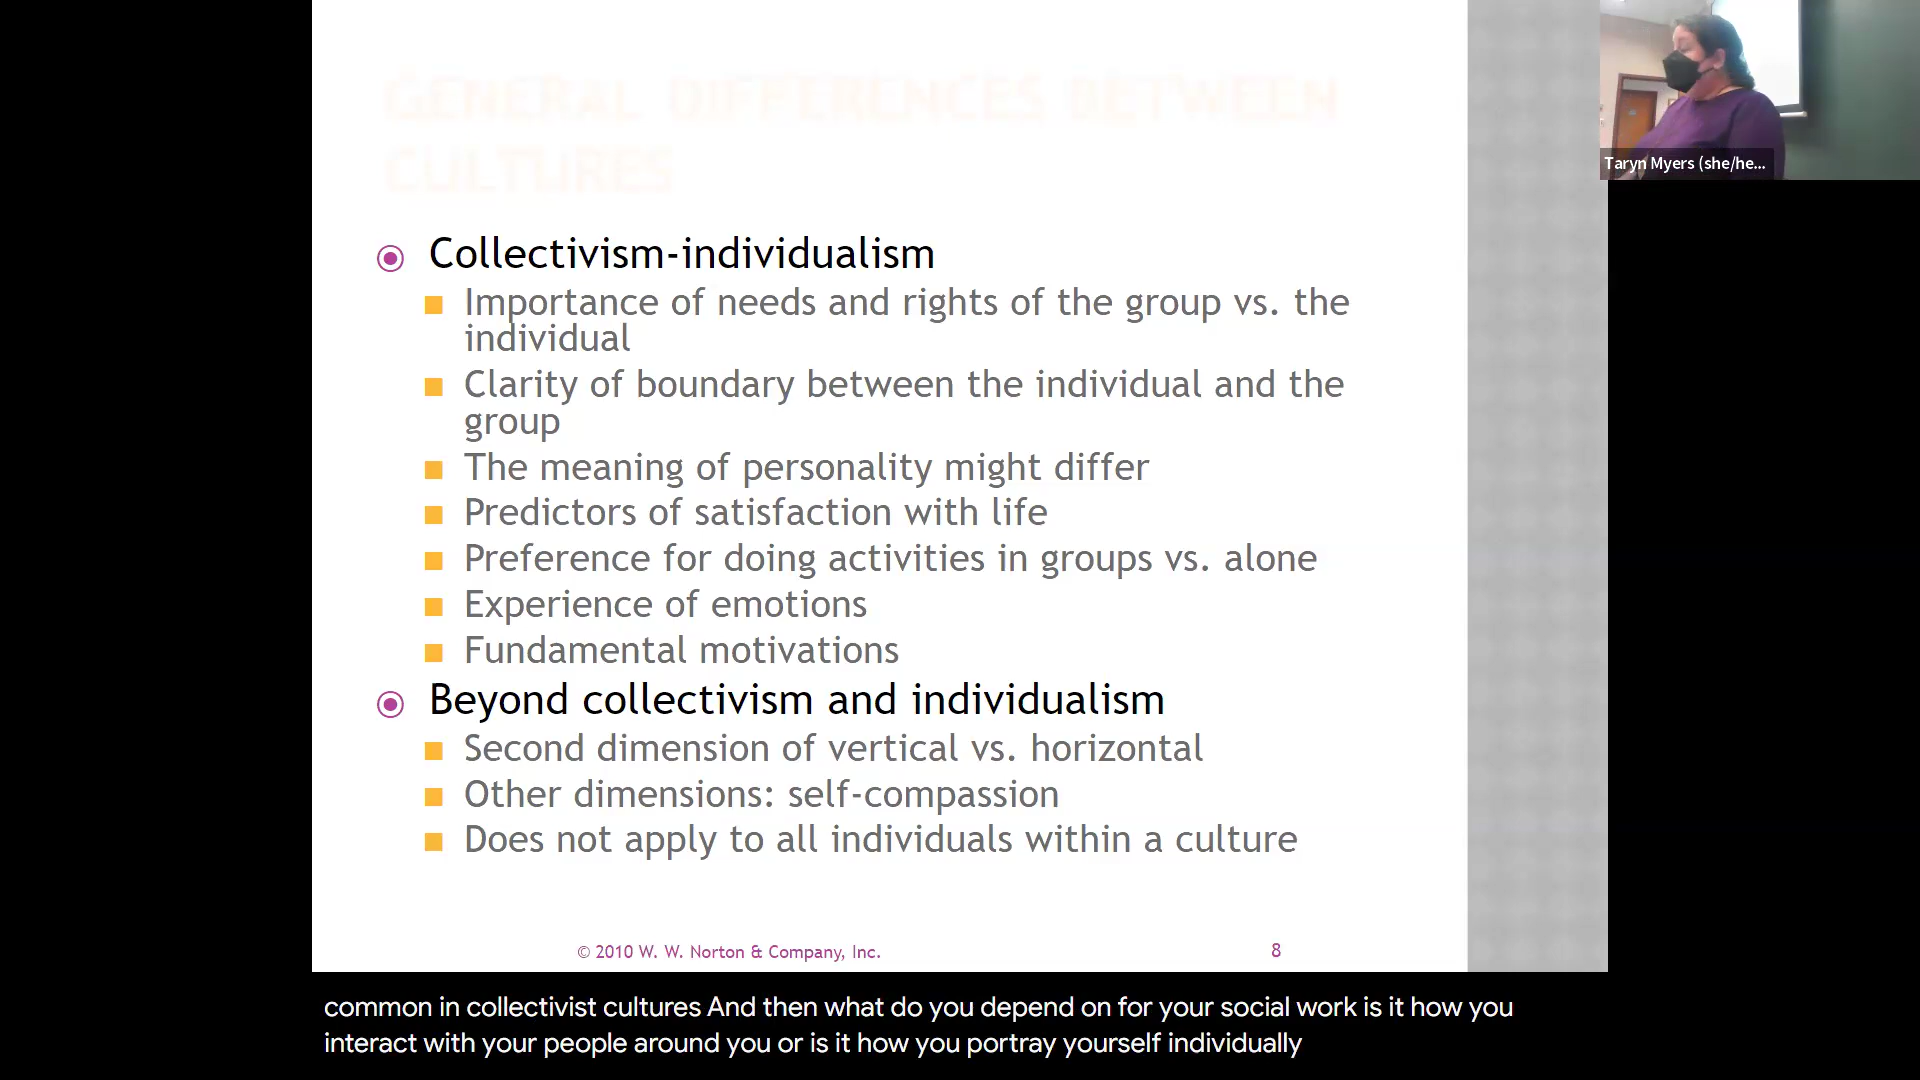 GENERAL DIFFERENCES BETWEEN
CULTURES
Taryn Myers (she/he...
Collectivism-individualism
Importance of needs and rights of the group vs. the
individual
Clarity of boundary between the individual and the
group
The meaning of personality might differ
Predictors of satisfaction with life
Preference for doing activities in groups vs. alone
Experience of emotions
Fundamental motivations
Beyond collectivism and individualism
Second dimension of vertical vs. horizontal
Other dimensions: self-compassion
Does not apply to all individuals within a culture
© 2010 W. W. Norton & Company, Inc.
8
common in collectivist cultures And then what do you depend on for your social work is it how you
interact with your people around you or is it how you portray yourself individually